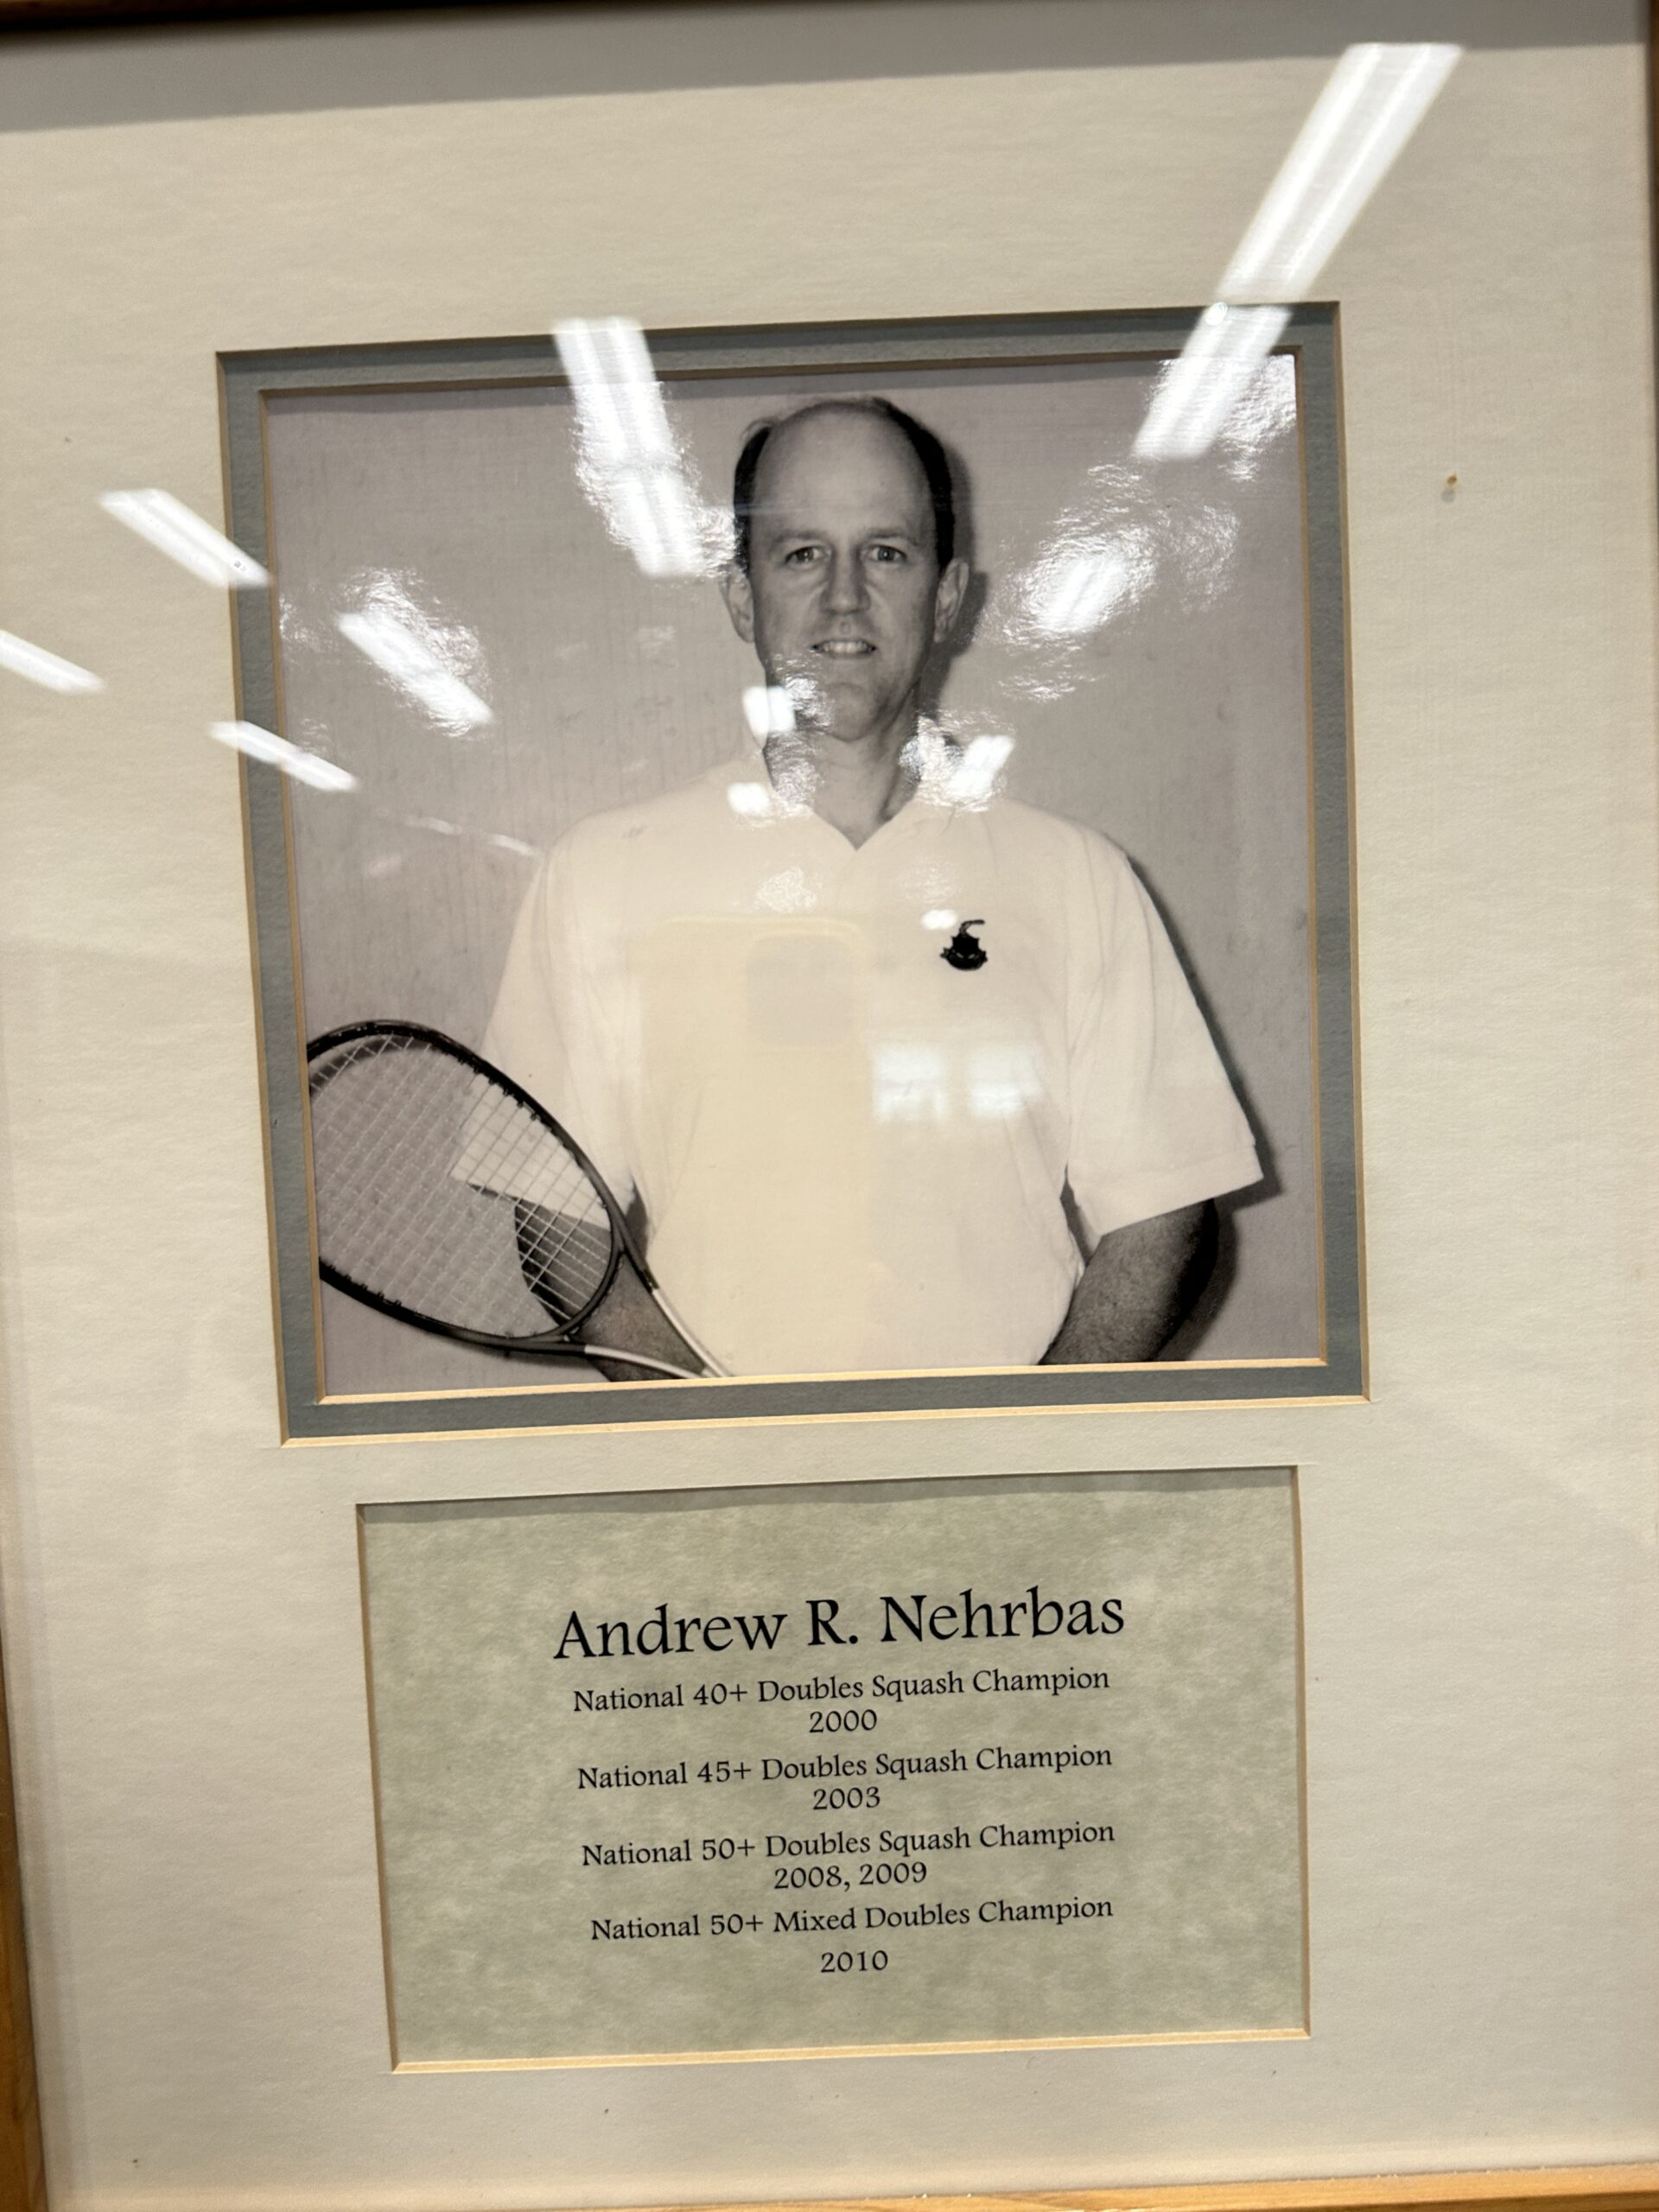 Andrew R. Nehrbas
National 40+ Doubles Squash Champion
2000
National 45+ Doubles Squash Champion
2003
National 50+ Doubles Squash Champion
2008, 2009
National 50+ Mixed Doubles Champion
2010